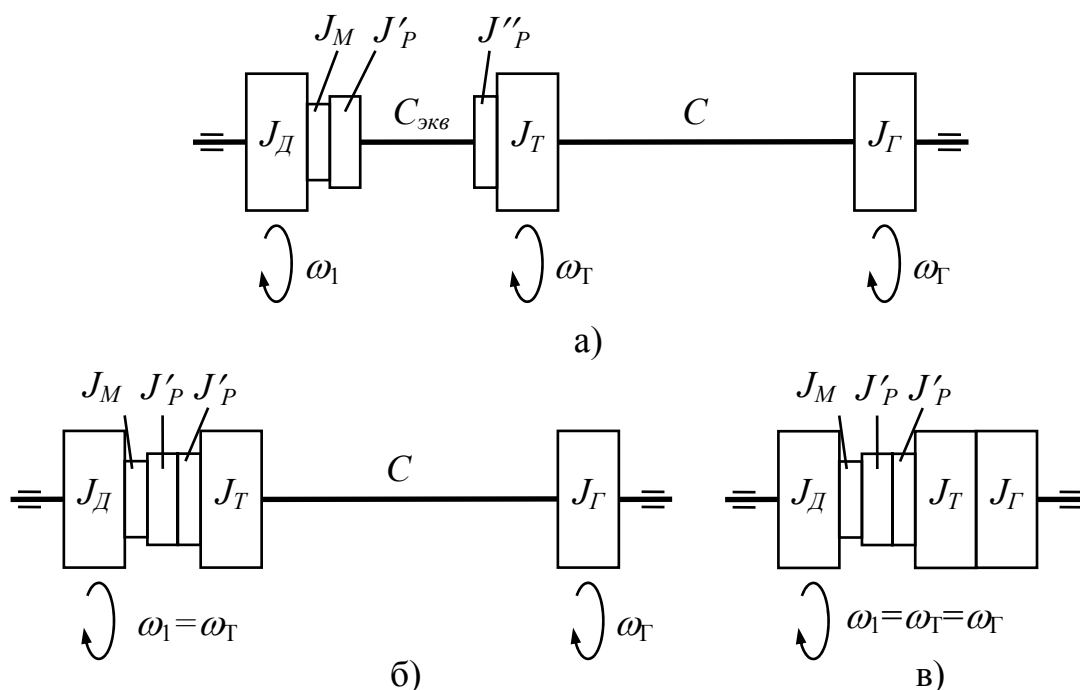 J_М J′_Р J″_Р
C_экв C
J_Д J_Т J_Г
ω_1 ω_Т ω_Г
а)
J_М J′_Р J′_Р J_М J′_Р J′_Р
C
J_Д J_Т J_Г J_Д J_Т J_Г
ω_1=ω_Т ω_Г ω_1=ω_Т=ω_Г
б) в)